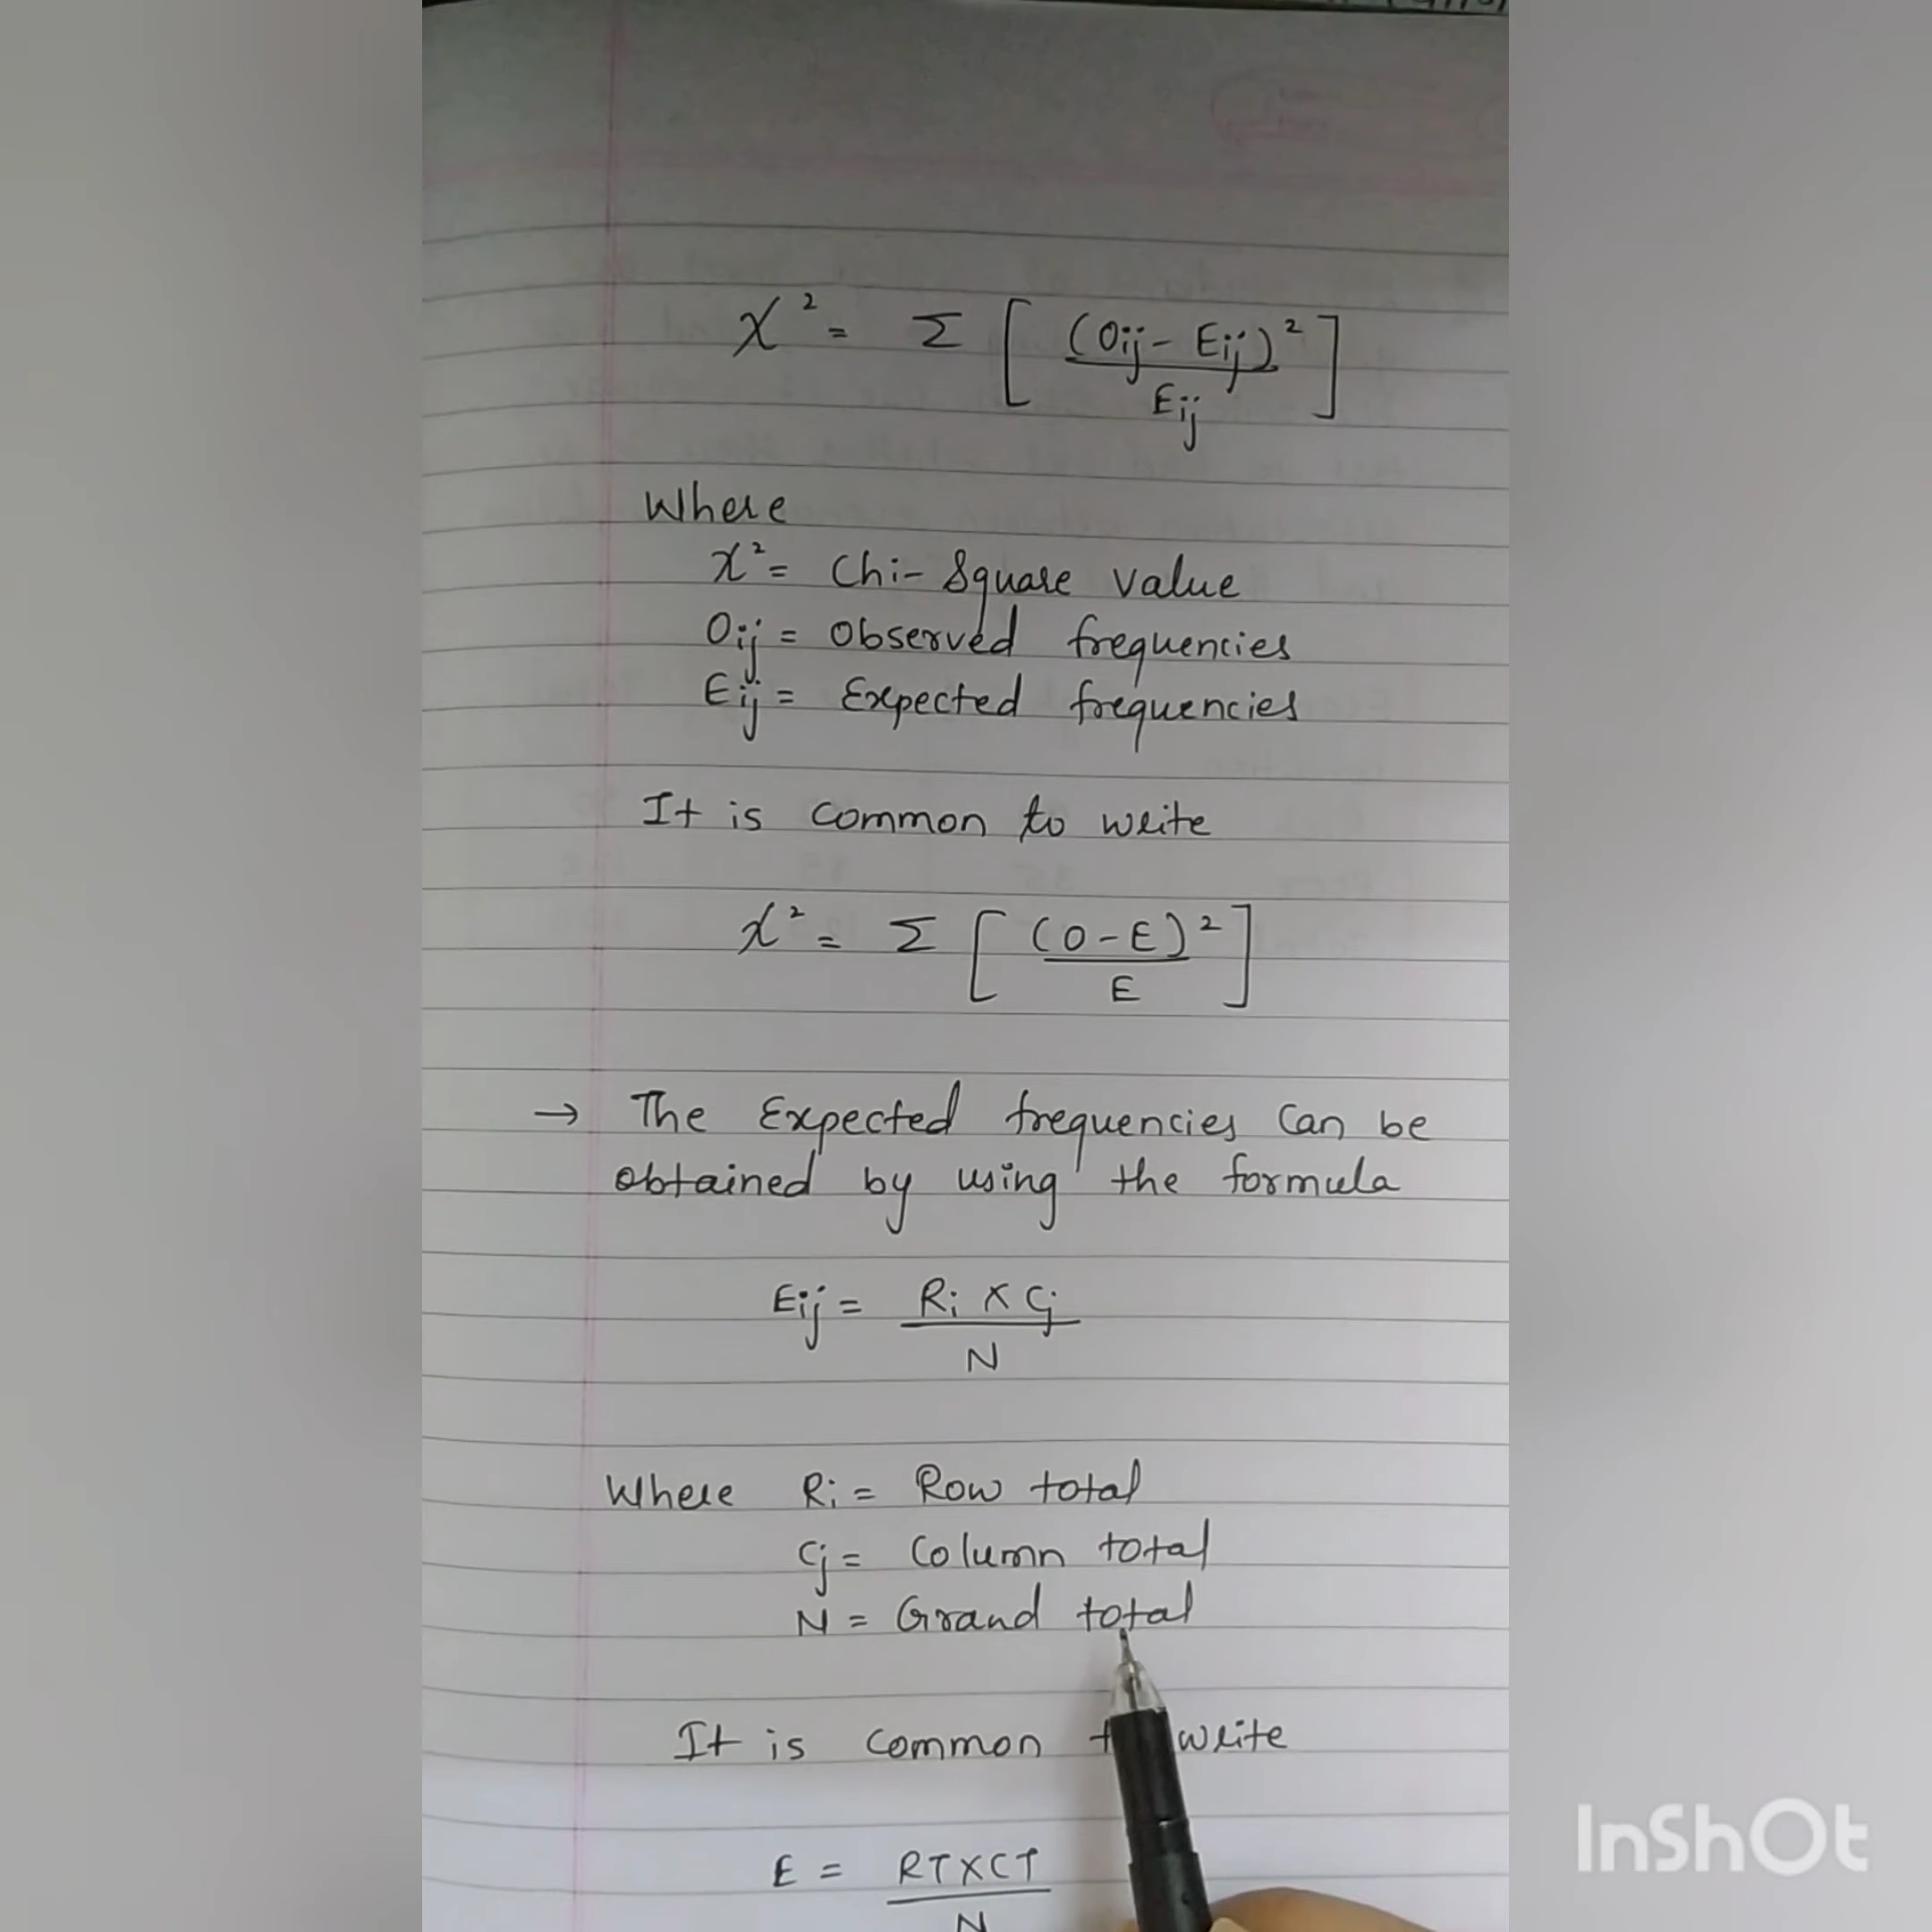 χ² = Σ [ (Oij - Eij)² / Eij ]
Where
χ² = Chi-Square value
Oij = Observed frequencies
Eij = Expected frequencies
It is common to write
χ² = Σ [ (O-E)² / E ]
→ The Expected frequencies can be
obtained by using the formula
Eij = Ri × Cj / N
Where Ri = Row total
Cj = Column total
N = Grand total
It is common write
E = RT×CT / N
InShOt